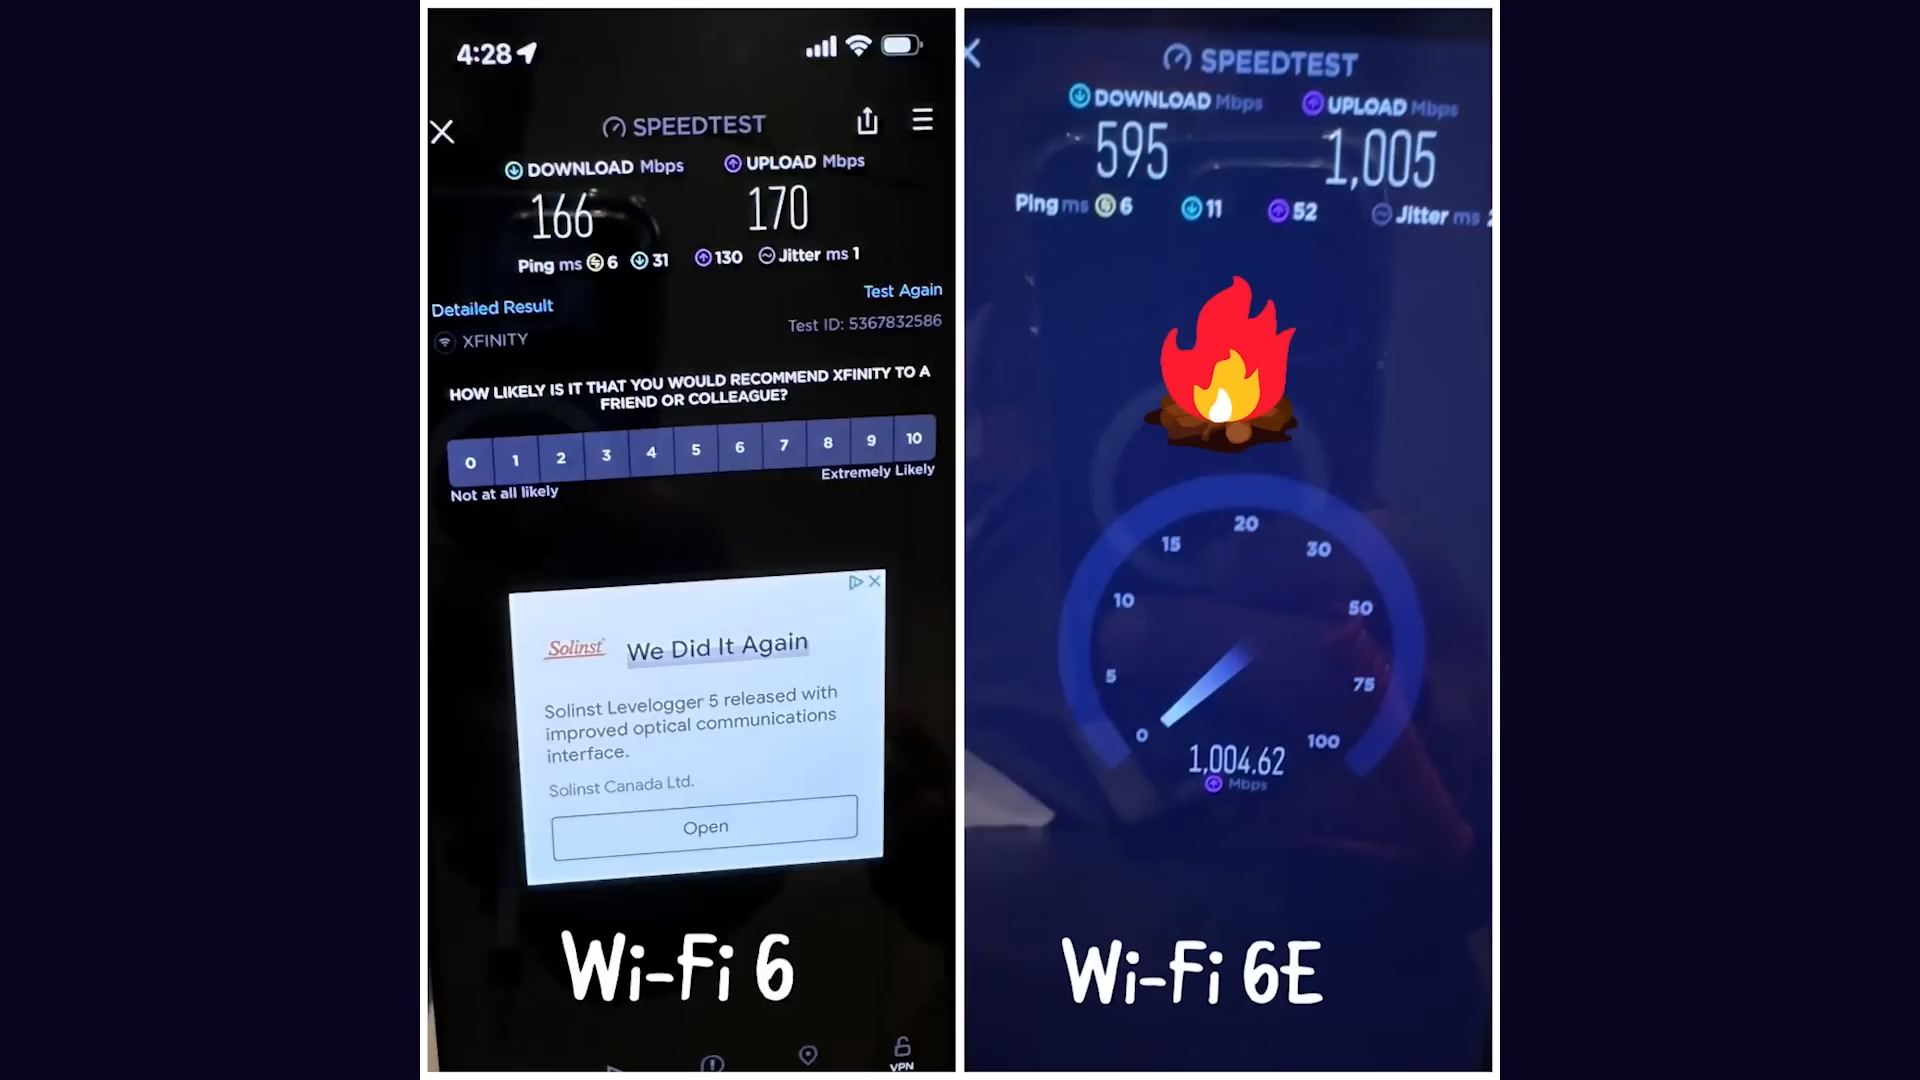 4:28
SPEEDTEST
DOWNLOAD Mbps
UPLOAD Mbps
166
170
Ping ms 6 31 130 Jitter ms 1
Detailed Result
Test Again
XFINITY
Test ID: 5367832586
HOW LIKELY IS IT THAT YOU WOULD RECOMMEND XFINITY TO A
FRIEND OR COLLEAGUE?
0 1 2 3 4 5 6 7 8 9 10
Not at all likely
Extremely Likely
Solinst
We Did It Again
Solinst Levelogger 5 released with
improved optical communications
interface.
Solinst Canada Ltd.
Open
Wi-Fi 6
VPN
SPEEDTEST
DOWNLOAD Mbps
UPLOAD Mbps
595
1,005
Ping ms 6 11 52 Jitter ms
20
15
30
10
50
5
75
0
100
1,004.62
Mbps
Wi-Fi 6E